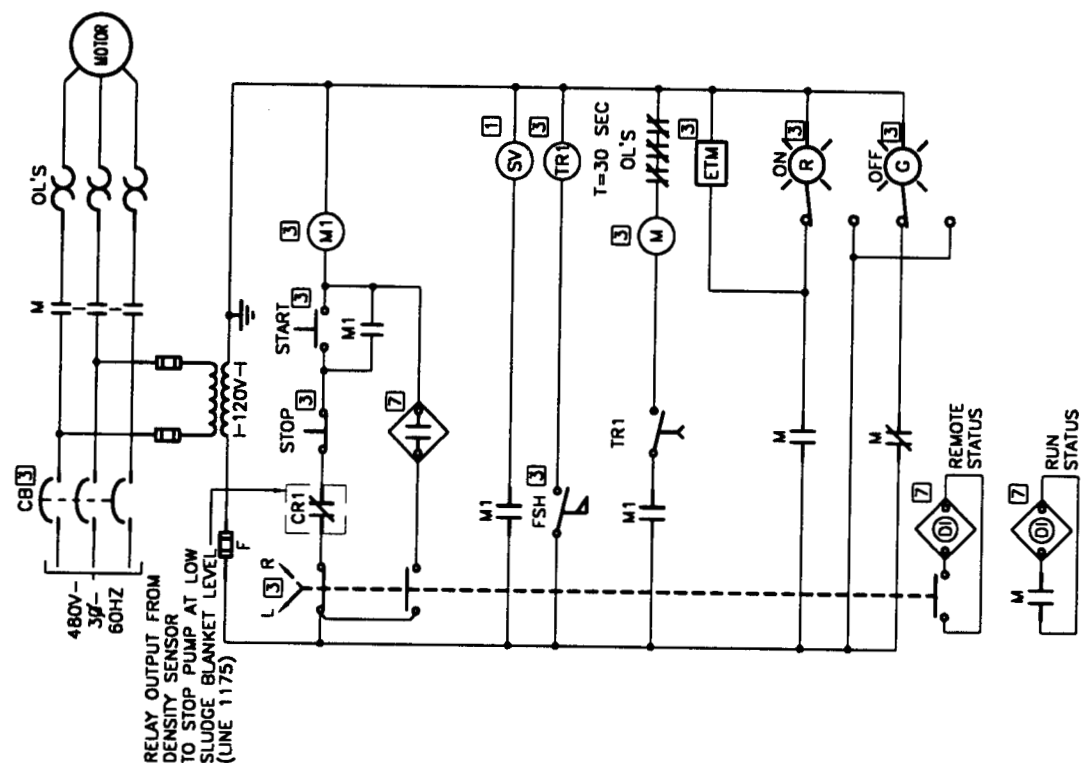 MOTOR
OL'S
M
CB 3
480V-
3Ø-
60HZ
120V
F
RELAY OUTPUT FROM
DENSITY SENSOR
TO STOP PUMP AT LOW
SLUDGE BLANKET LEVEL
(LINE 1175)
L R
3
CR1
STOP
3
START
3
M1
3
M1
7
M1
SV
1
FSH
3
TR1
3
M1
TR1
M
3
T=30 SEC
OL'S
ETM
3
M
ON
R
3
M
OFF
G
3
7
DI
REMOTE
STATUS
M
7
DI
RUN
STATUS